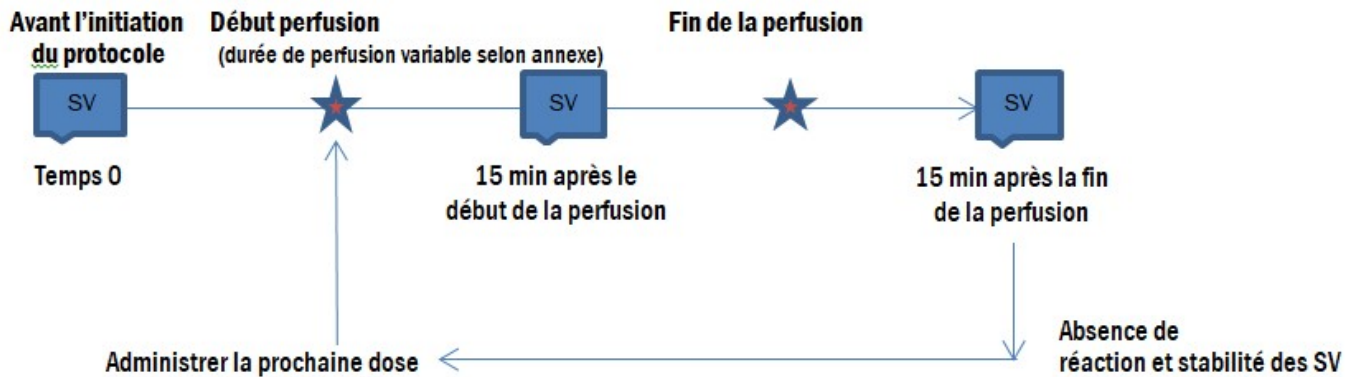 Avant l’initiation
du protocole
Début perfusion
(durée de perfusion variable selon annexe)
Fin de la perfusion
SV
SV
SV
Temps 0
15 min après le
début de la perfusion
15 min après la fin
de la perfusion
Absence de
réaction et stabilité des SV
Administrer la prochaine dose